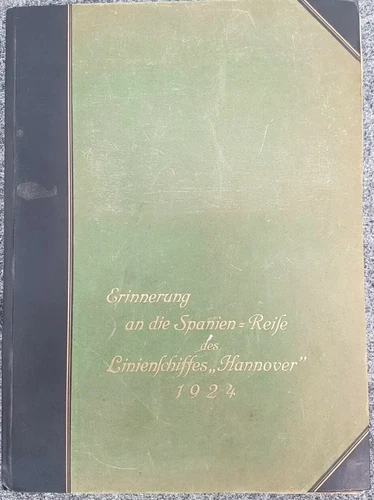 Erinnerung
an die Spanien=Reiſe
des
Linienſchiffes „Hannover"
1924